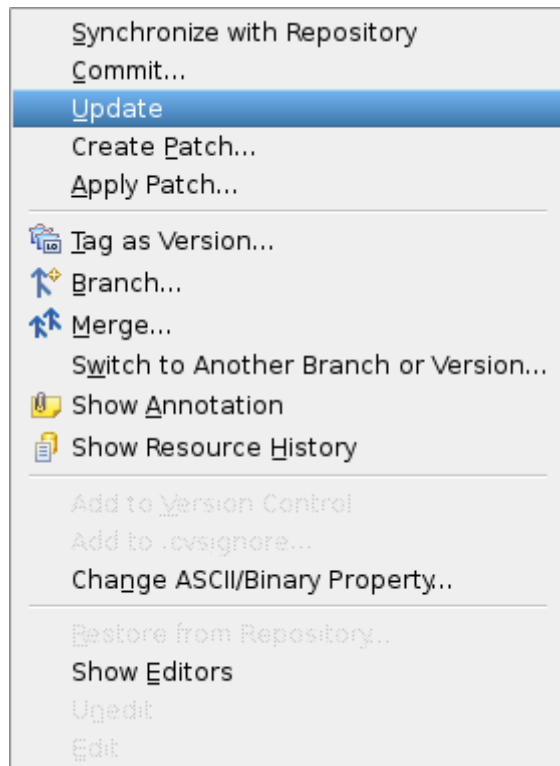 Synchronize with Repository
Commit...
Update
Create Patch...
Apply Patch...
Tag as Version...
Branch...
Merge...
Switch to Another Branch or Version...
Show Annotation
Show Resource History
Add to Version Control
Add to .cvsignore...
Change ASCII/Binary Property...
Restore from Repository...
Show Editors
Unedit
Edit